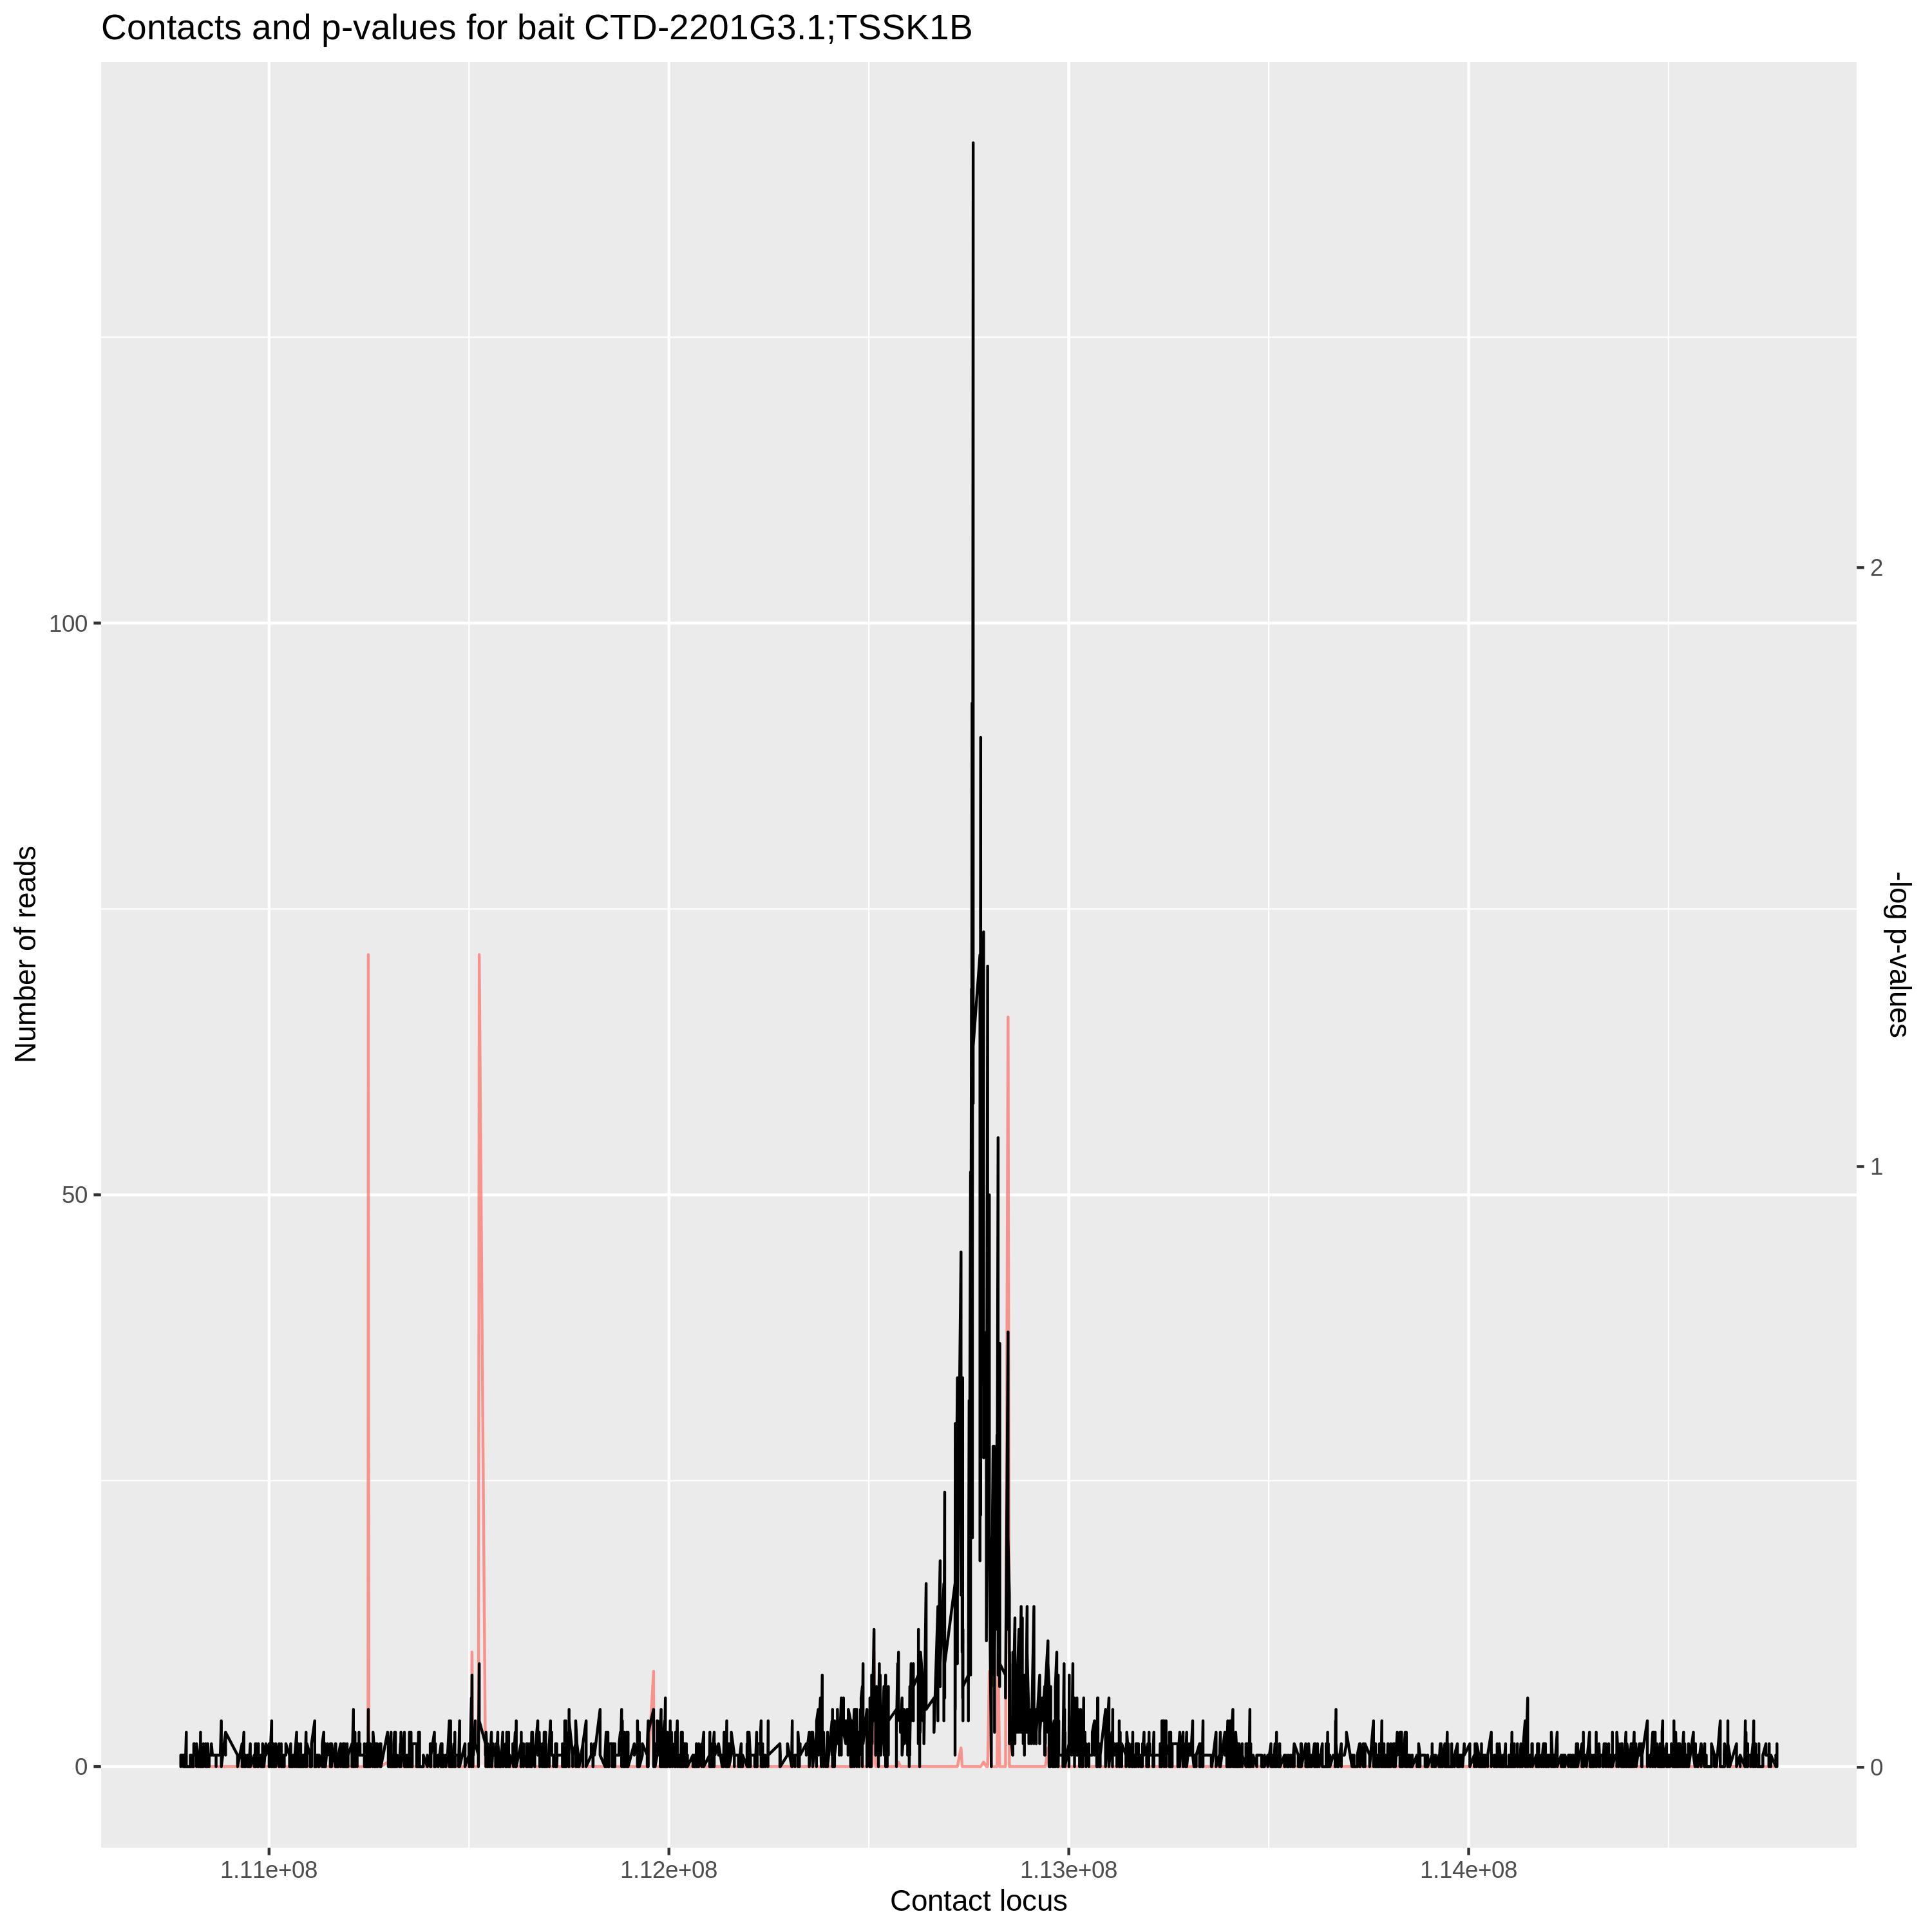 Contacts and p-values for bait CTD-2201G3.1;TSSK1B
Number of reads
100
50
0
2
1
0
-log p-values
1.11e+08
1.12e+08
1.13e+08
1.14e+08
Contact locus